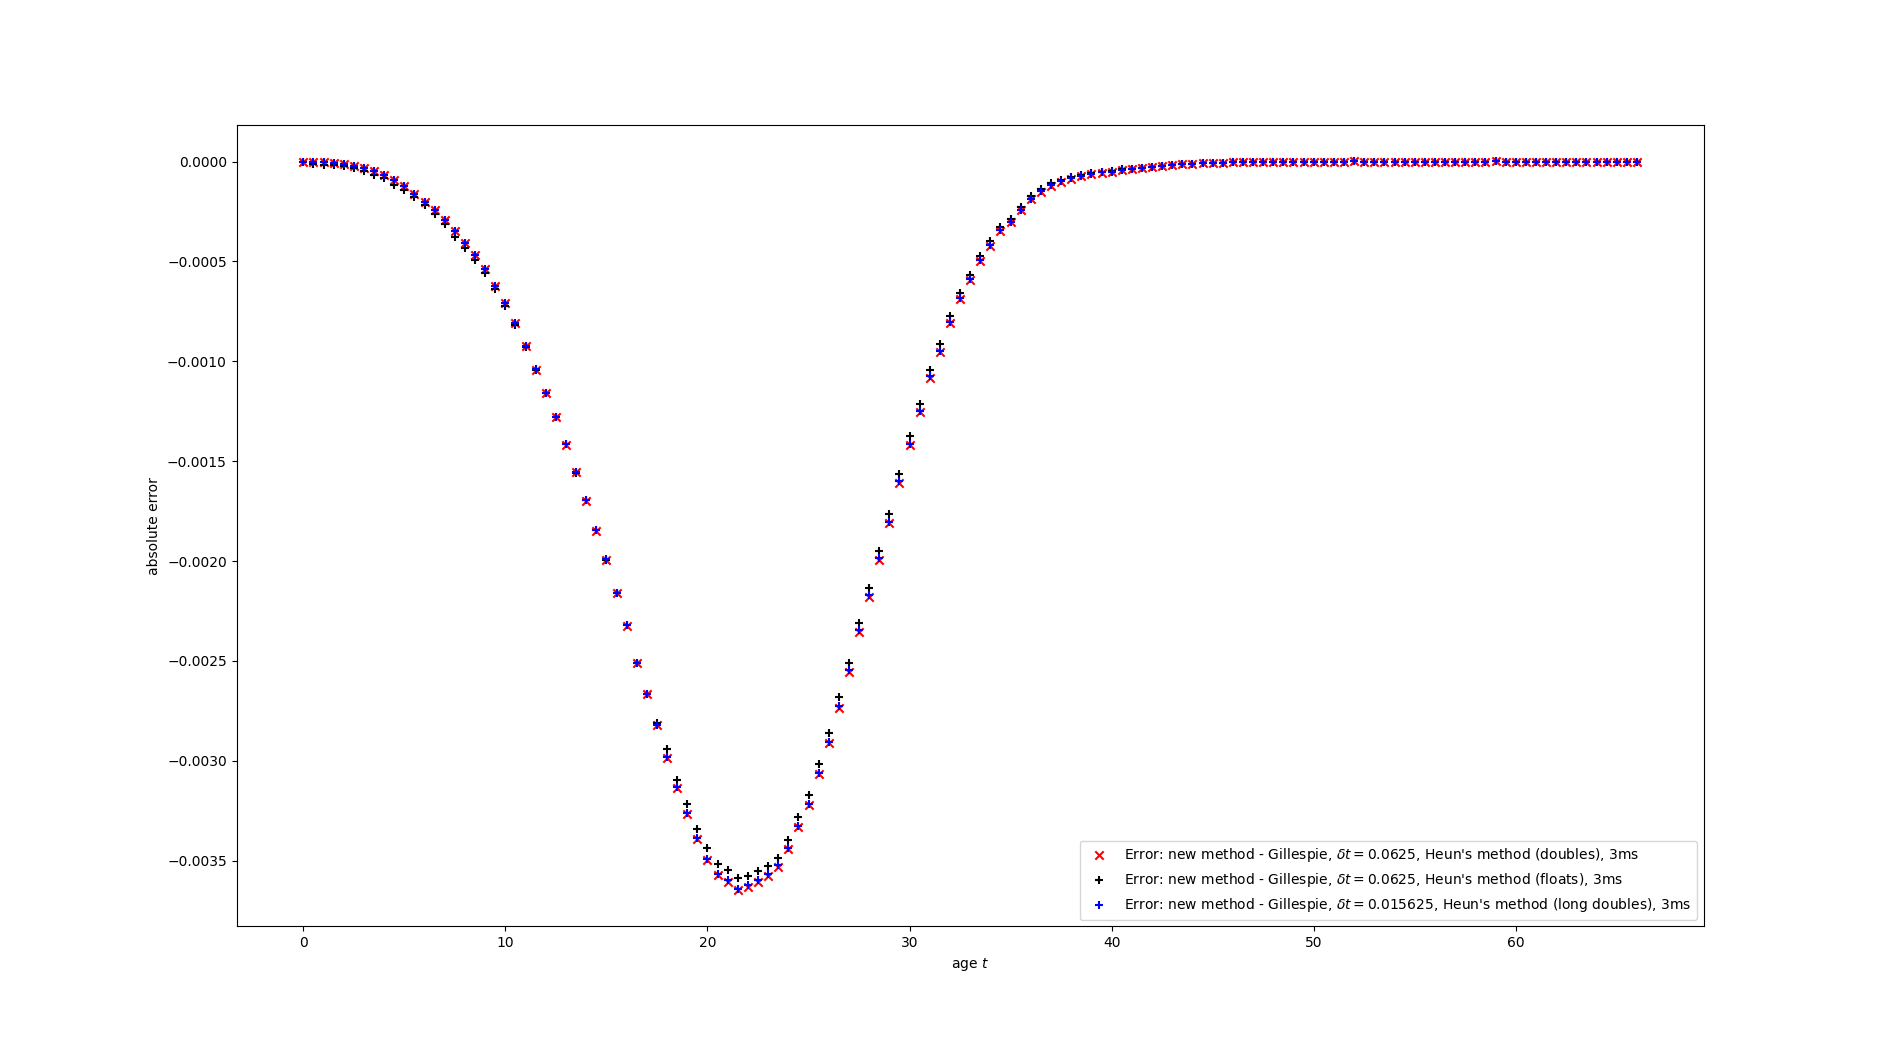 0.0000
−0.0005
−0.0010
−0.0015
−0.0020
−0.0025
−0.0030
−0.0035
absolute error
0 10 20 30 40 50 60
age t
Error: new method - Gillespie, δt = 0.0625, Heun's method (doubles), 3ms
Error: new method - Gillespie, δt = 0.0625, Heun's method (floats), 3ms
Error: new method - Gillespie, δt = 0.015625, Heun's method (long doubles), 3ms